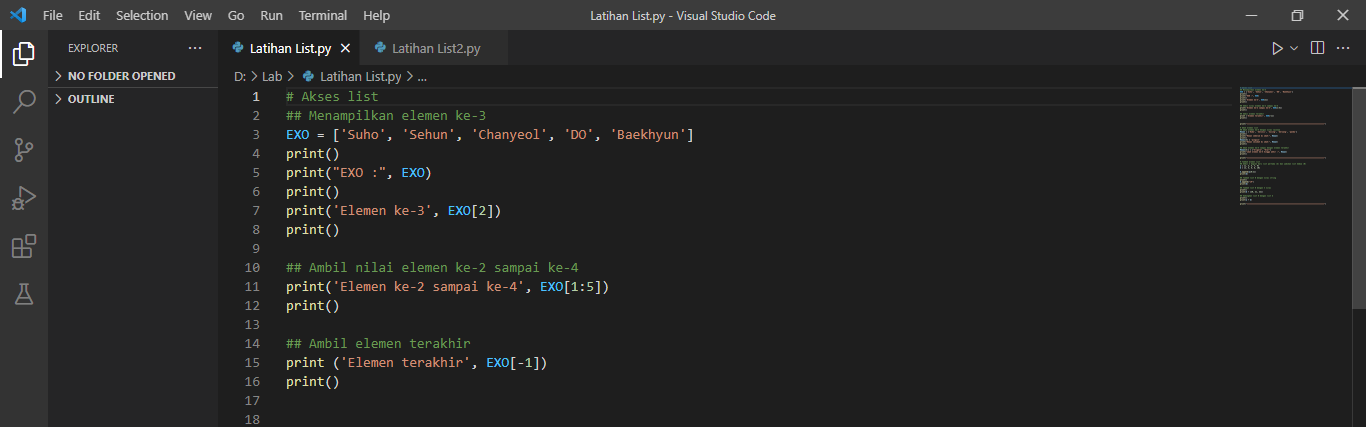 File Edit Selection View Go Run Terminal Help Latihan List.py - Visual Studio Code
EXPLORER ··· Latihan List.py Latihan List2.py ···
NO FOLDER OPENED
OUTLINE
D: > Lab > Latihan List.py > ...
1 # Akses list
2 ## Menampilkan elemen ke-3
3 EXO = ['Suho', 'Sehun', 'Chanyeol', 'DO', 'Baekhyun']
4 print()
5 print("EXO :", EXO)
6 print()
7 print('Elemen ke-3', EXO[2])
8 print()
9
10 ## Ambil nilai elemen ke-2 sampai ke-4
11 print('Elemen ke-2 sampai ke-4', EXO[1:5])
12 print()
13
14 ## Ambil elemen terakhir
15 print ('Elemen terakhir', EXO[-1])
16 print()
17
18